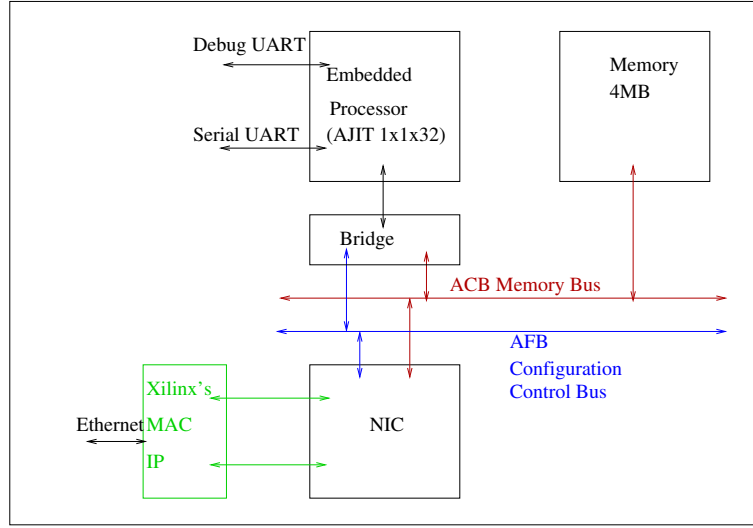 Debug UART
Serial UART
Embedded
Processor
(AJIT 1x1x32)
Memory
4MB
Bridge
ACB Memory Bus
AFB
Configuration
Control Bus
Ethernet
Xilinx's
MAC
IP
NIC